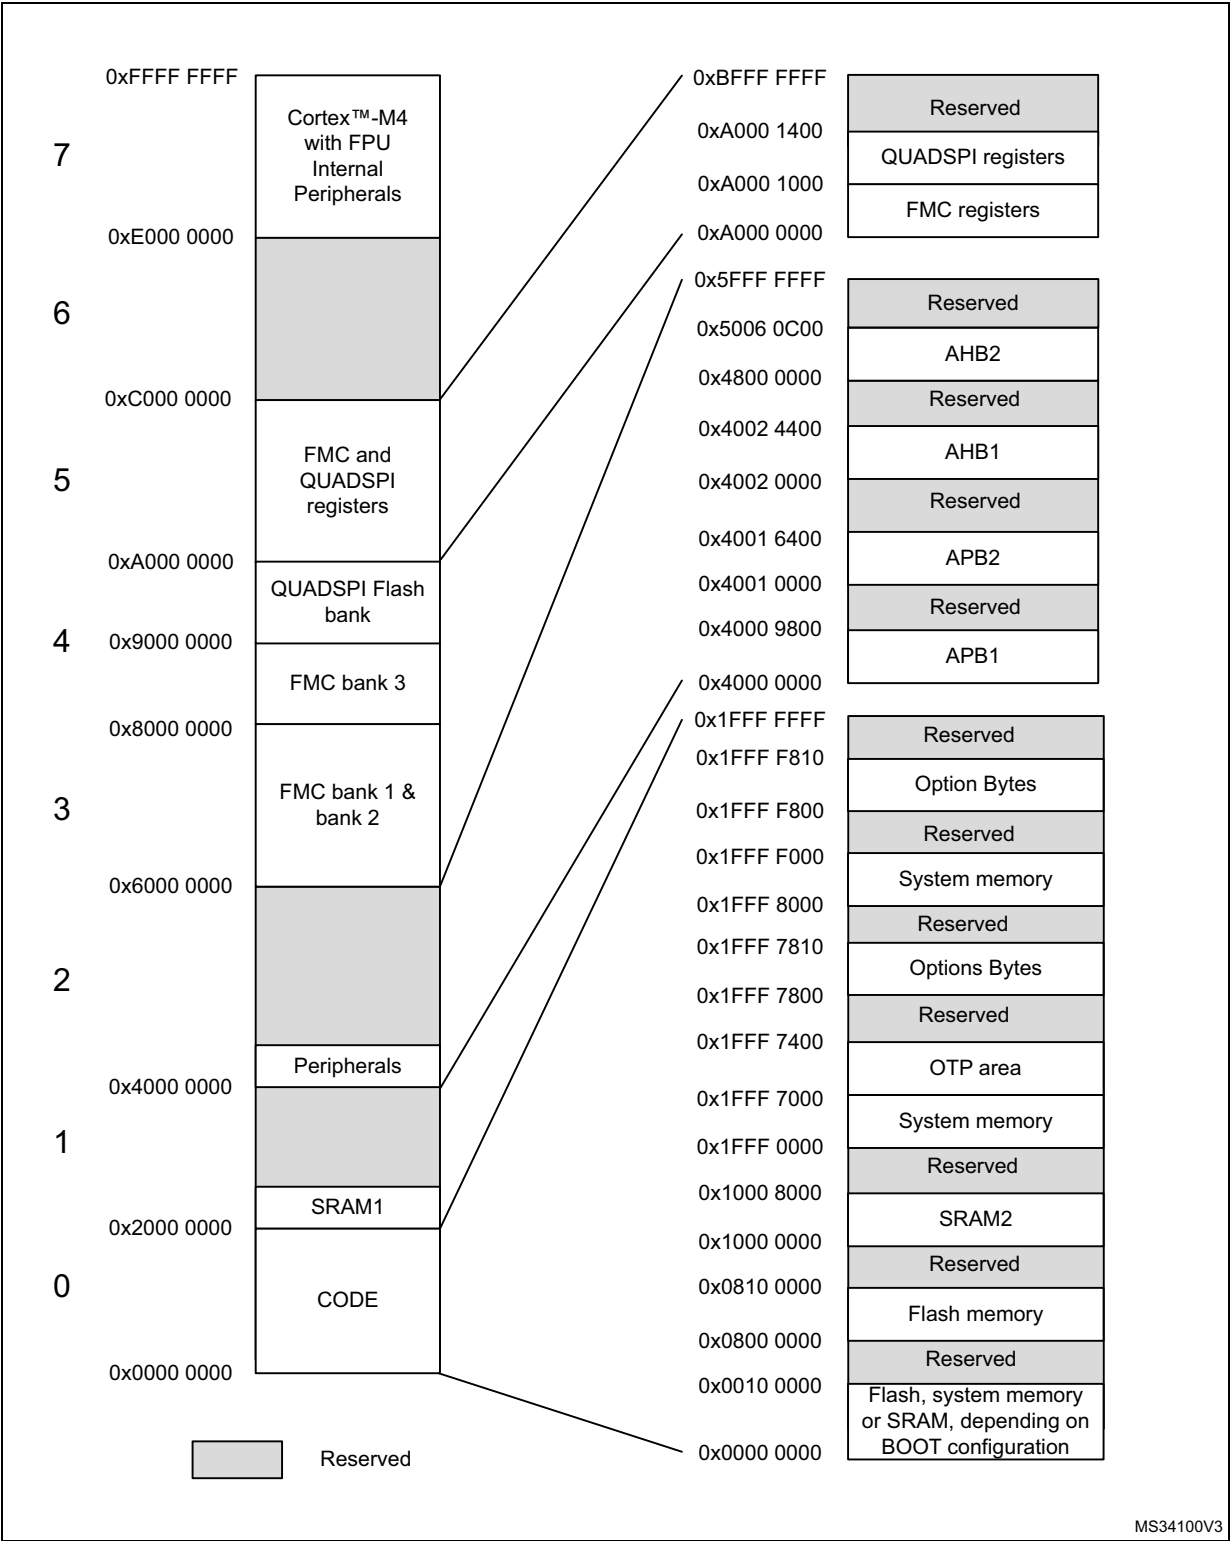 0xFFFF FFFF
Cortex™-M4
with FPU
Internal
Peripherals
7
0xE000 0000
6
0xC000 0000
FMC and
QUADSPI
registers
5
0xA000 0000
QUADSPI Flash
bank
4
0x9000 0000
FMC bank 3
0x8000 0000
FMC bank 1 &
bank 2
3
0x6000 0000
2
Peripherals
0x4000 0000
1
SRAM1
0x2000 0000
0
CODE
0x0000 0000
Reserved
0xBFFF FFFF
Reserved
0xA000 1400
QUADSPI registers
0xA000 1000
FMC registers
0xA000 0000
0x5FFF FFFF
Reserved
0x5006 0C00
AHB2
0x4800 0000
Reserved
0x4002 4400
AHB1
0x4002 0000
Reserved
0x4001 6400
APB2
0x4001 0000
Reserved
0x4000 9800
APB1
0x4000 0000
0x1FFF FFFF
Reserved
0x1FFF F810
Option Bytes
0x1FFF F800
Reserved
0x1FFF F000
System memory
0x1FFF 8000
Reserved
0x1FFF 7810
Options Bytes
0x1FFF 7800
Reserved
0x1FFF 7400
OTP area
0x1FFF 7000
System memory
0x1FFF 0000
Reserved
0x1000 8000
SRAM2
0x1000 0000
Reserved
0x0810 0000
Flash memory
0x0800 0000
Reserved
0x0010 0000
Flash, system memory
or SRAM, depending on
BOOT configuration
0x0000 0000
MS34100V3